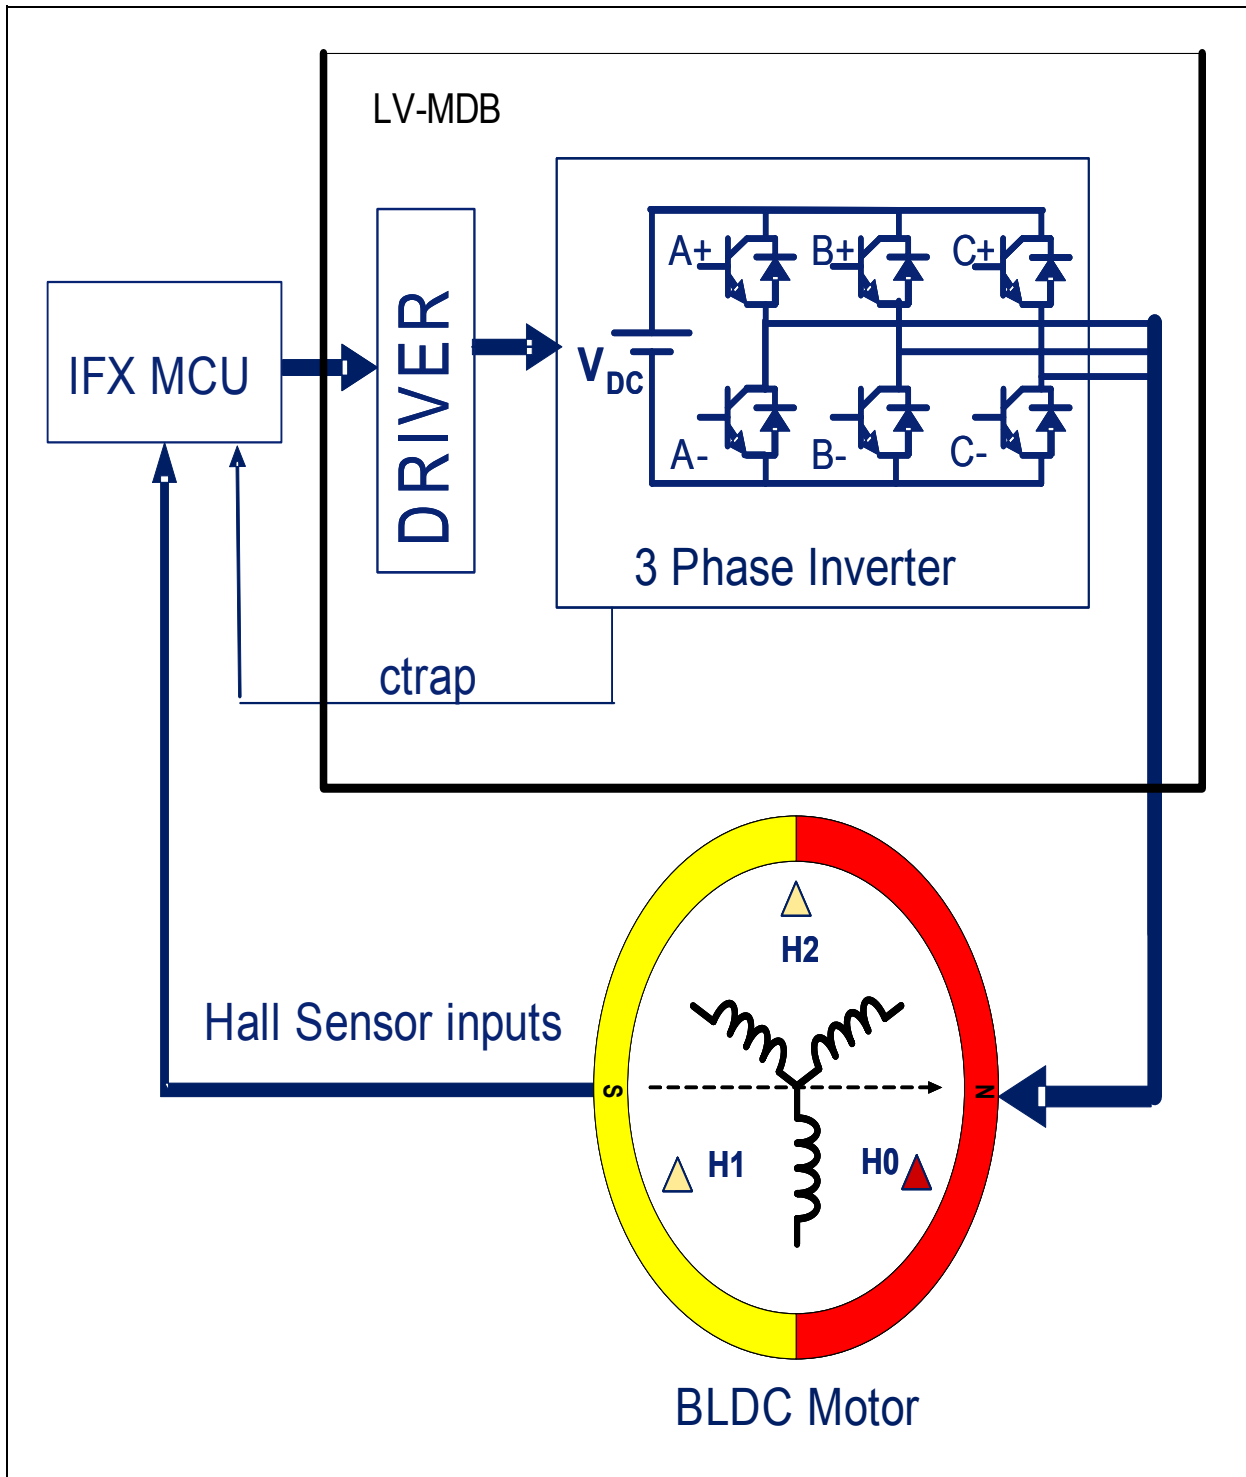 LV-MDB
A+
B+
C+
IFX MCU
DRIVER
VDC
A-
B-
C-
3 Phase Inverter
ctrap
H2
Hall Sensor inputs
S
N
H1
H0
BLDC Motor